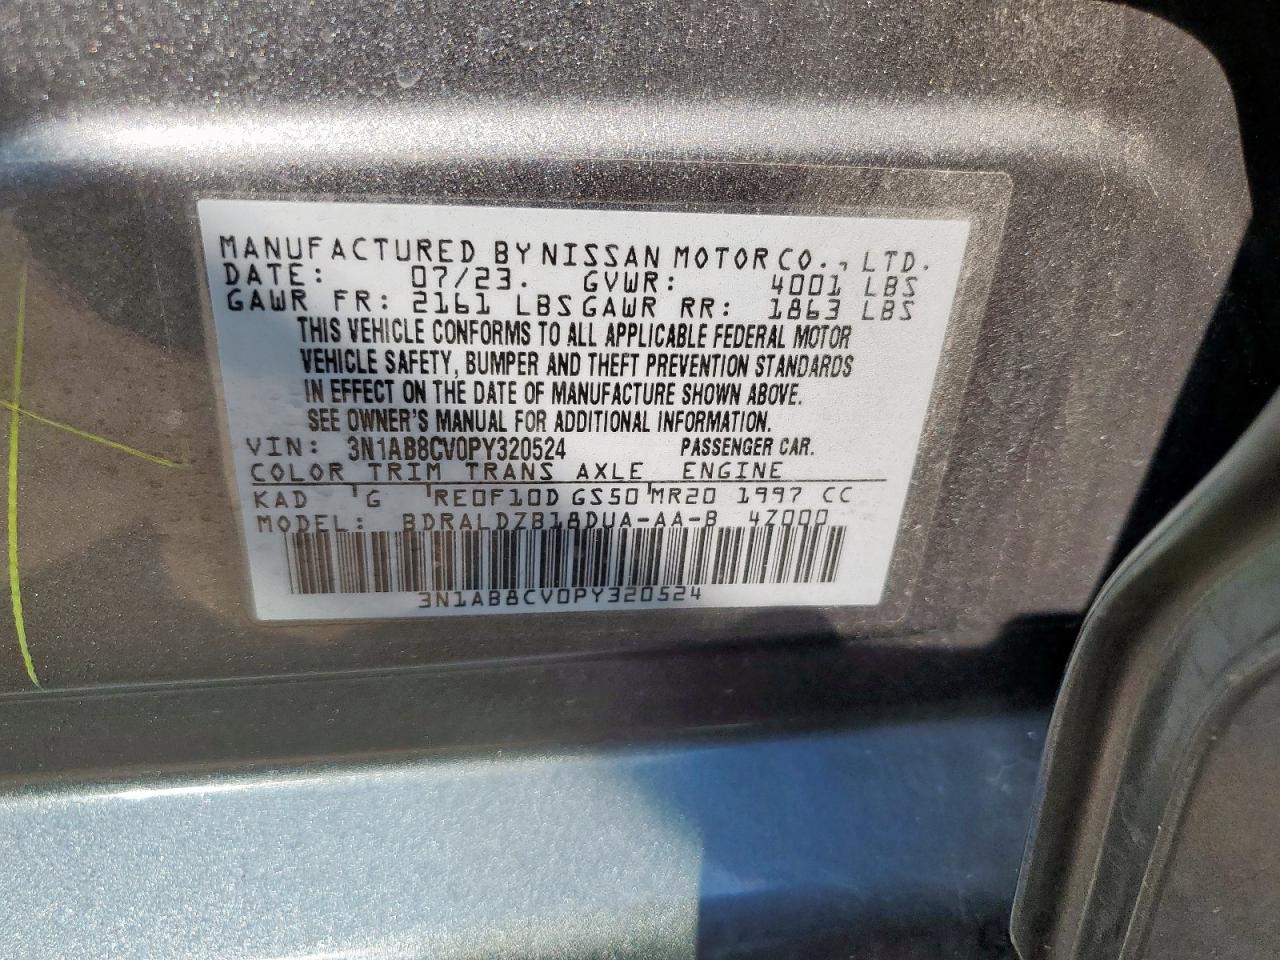 MANUFACTURED BY NISSAN MOTOR CO., LTD.
DATE: 07/23. GVWR: 4001 LBS
GAWR FR: 2161 LBS GAWR RR: 1863 LBS
THIS VEHICLE CONFORMS TO ALL APPLICABLE FEDERAL MOTOR
VEHICLE SAFETY, BUMPER AND THEFT PREVENTION STANDARDS
IN EFFECT ON THE DATE OF MANUFACTURE SHOWN ABOVE.
SEE OWNER'S MANUAL FOR ADDITIONAL INFORMATION.
VIN: 3N1AB8CV0PY320524 PASSENGER CAR.
COLOR TRIM TRANS AXLE ENGINE
KAD G RE0F10D GS50 MR20 1997 CC
MODEL: BDRALDZB18DUA-AA-B 4Z000
3N1AB8CV0PY320524